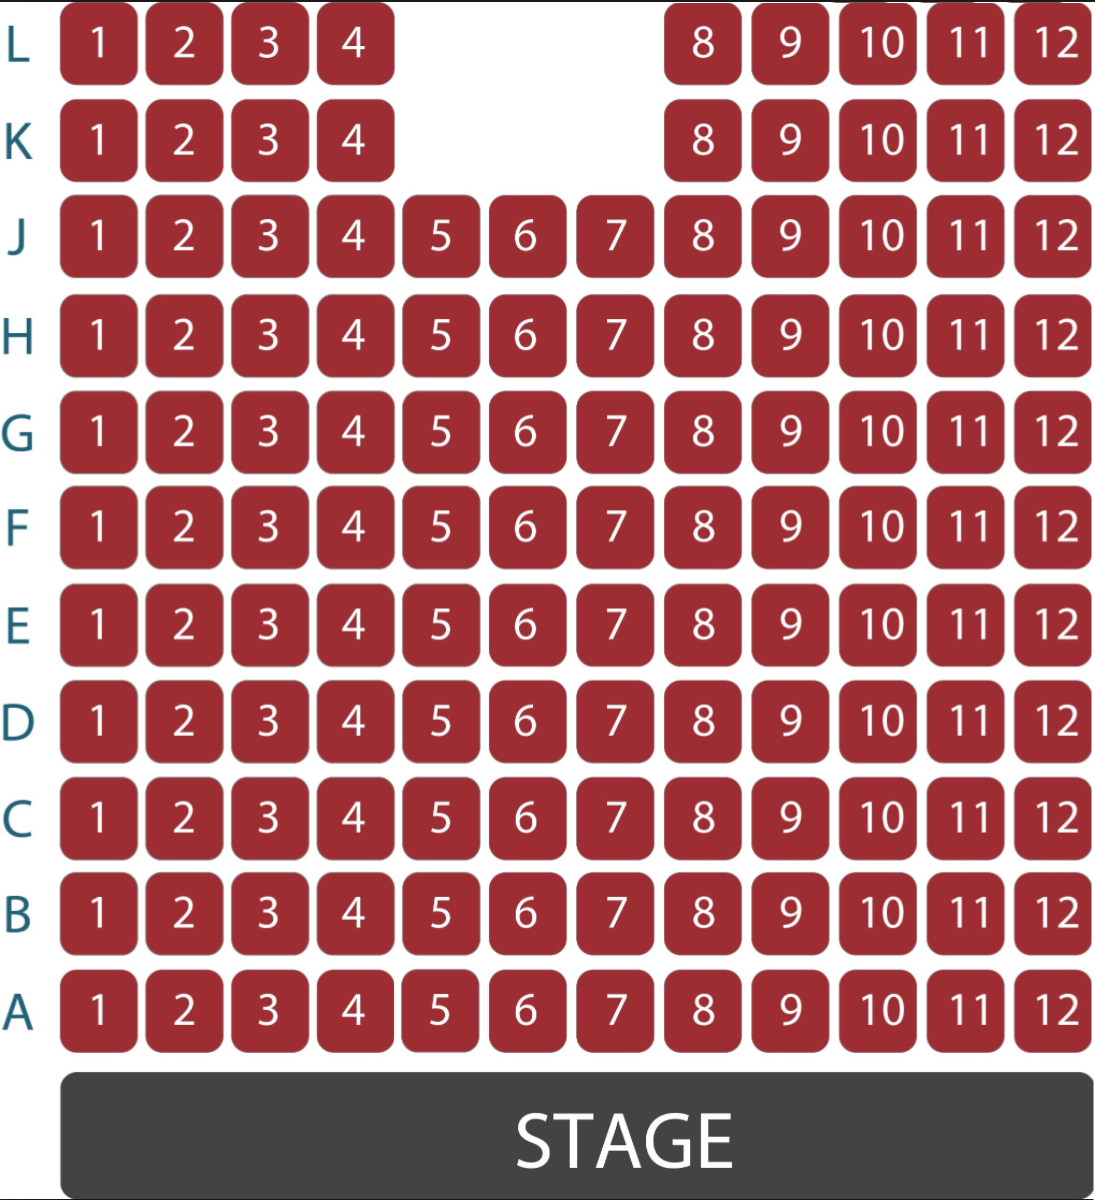 L 1 2 3 4 8 9 10 11 12
K 1 2 3 4 8 9 10 11 12
J 1 2 3 4 5 6 7 8 9 10 11 12
H 1 2 3 4 5 6 7 8 9 10 11 12
G 1 2 3 4 5 6 7 8 9 10 11 12
F 1 2 3 4 5 6 7 8 9 10 11 12
E 1 2 3 4 5 6 7 8 9 10 11 12
D 1 2 3 4 5 6 7 8 9 10 11 12
C 1 2 3 4 5 6 7 8 9 10 11 12
B 1 2 3 4 5 6 7 8 9 10 11 12
A 1 2 3 4 5 6 7 8 9 10 11 12
STAGE